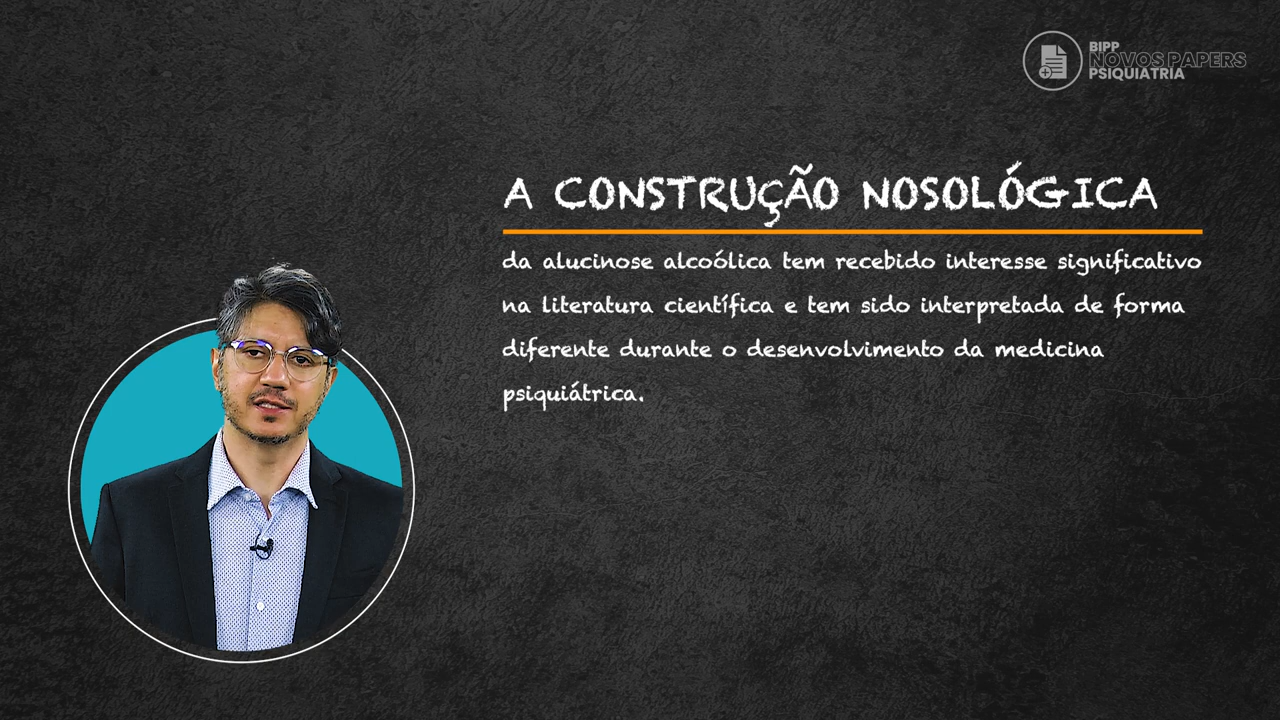 BIPP
NOVOS PAPERS
PSIQUIATRIA
A CONSTRUÇÃO NOSOLÓGICA
da alucinose alcoólica tem recebido interesse significativo
na literatura científica e tem sido interpretada de forma
diferente durante o desenvolvimento da medicina
psiquiátrica.